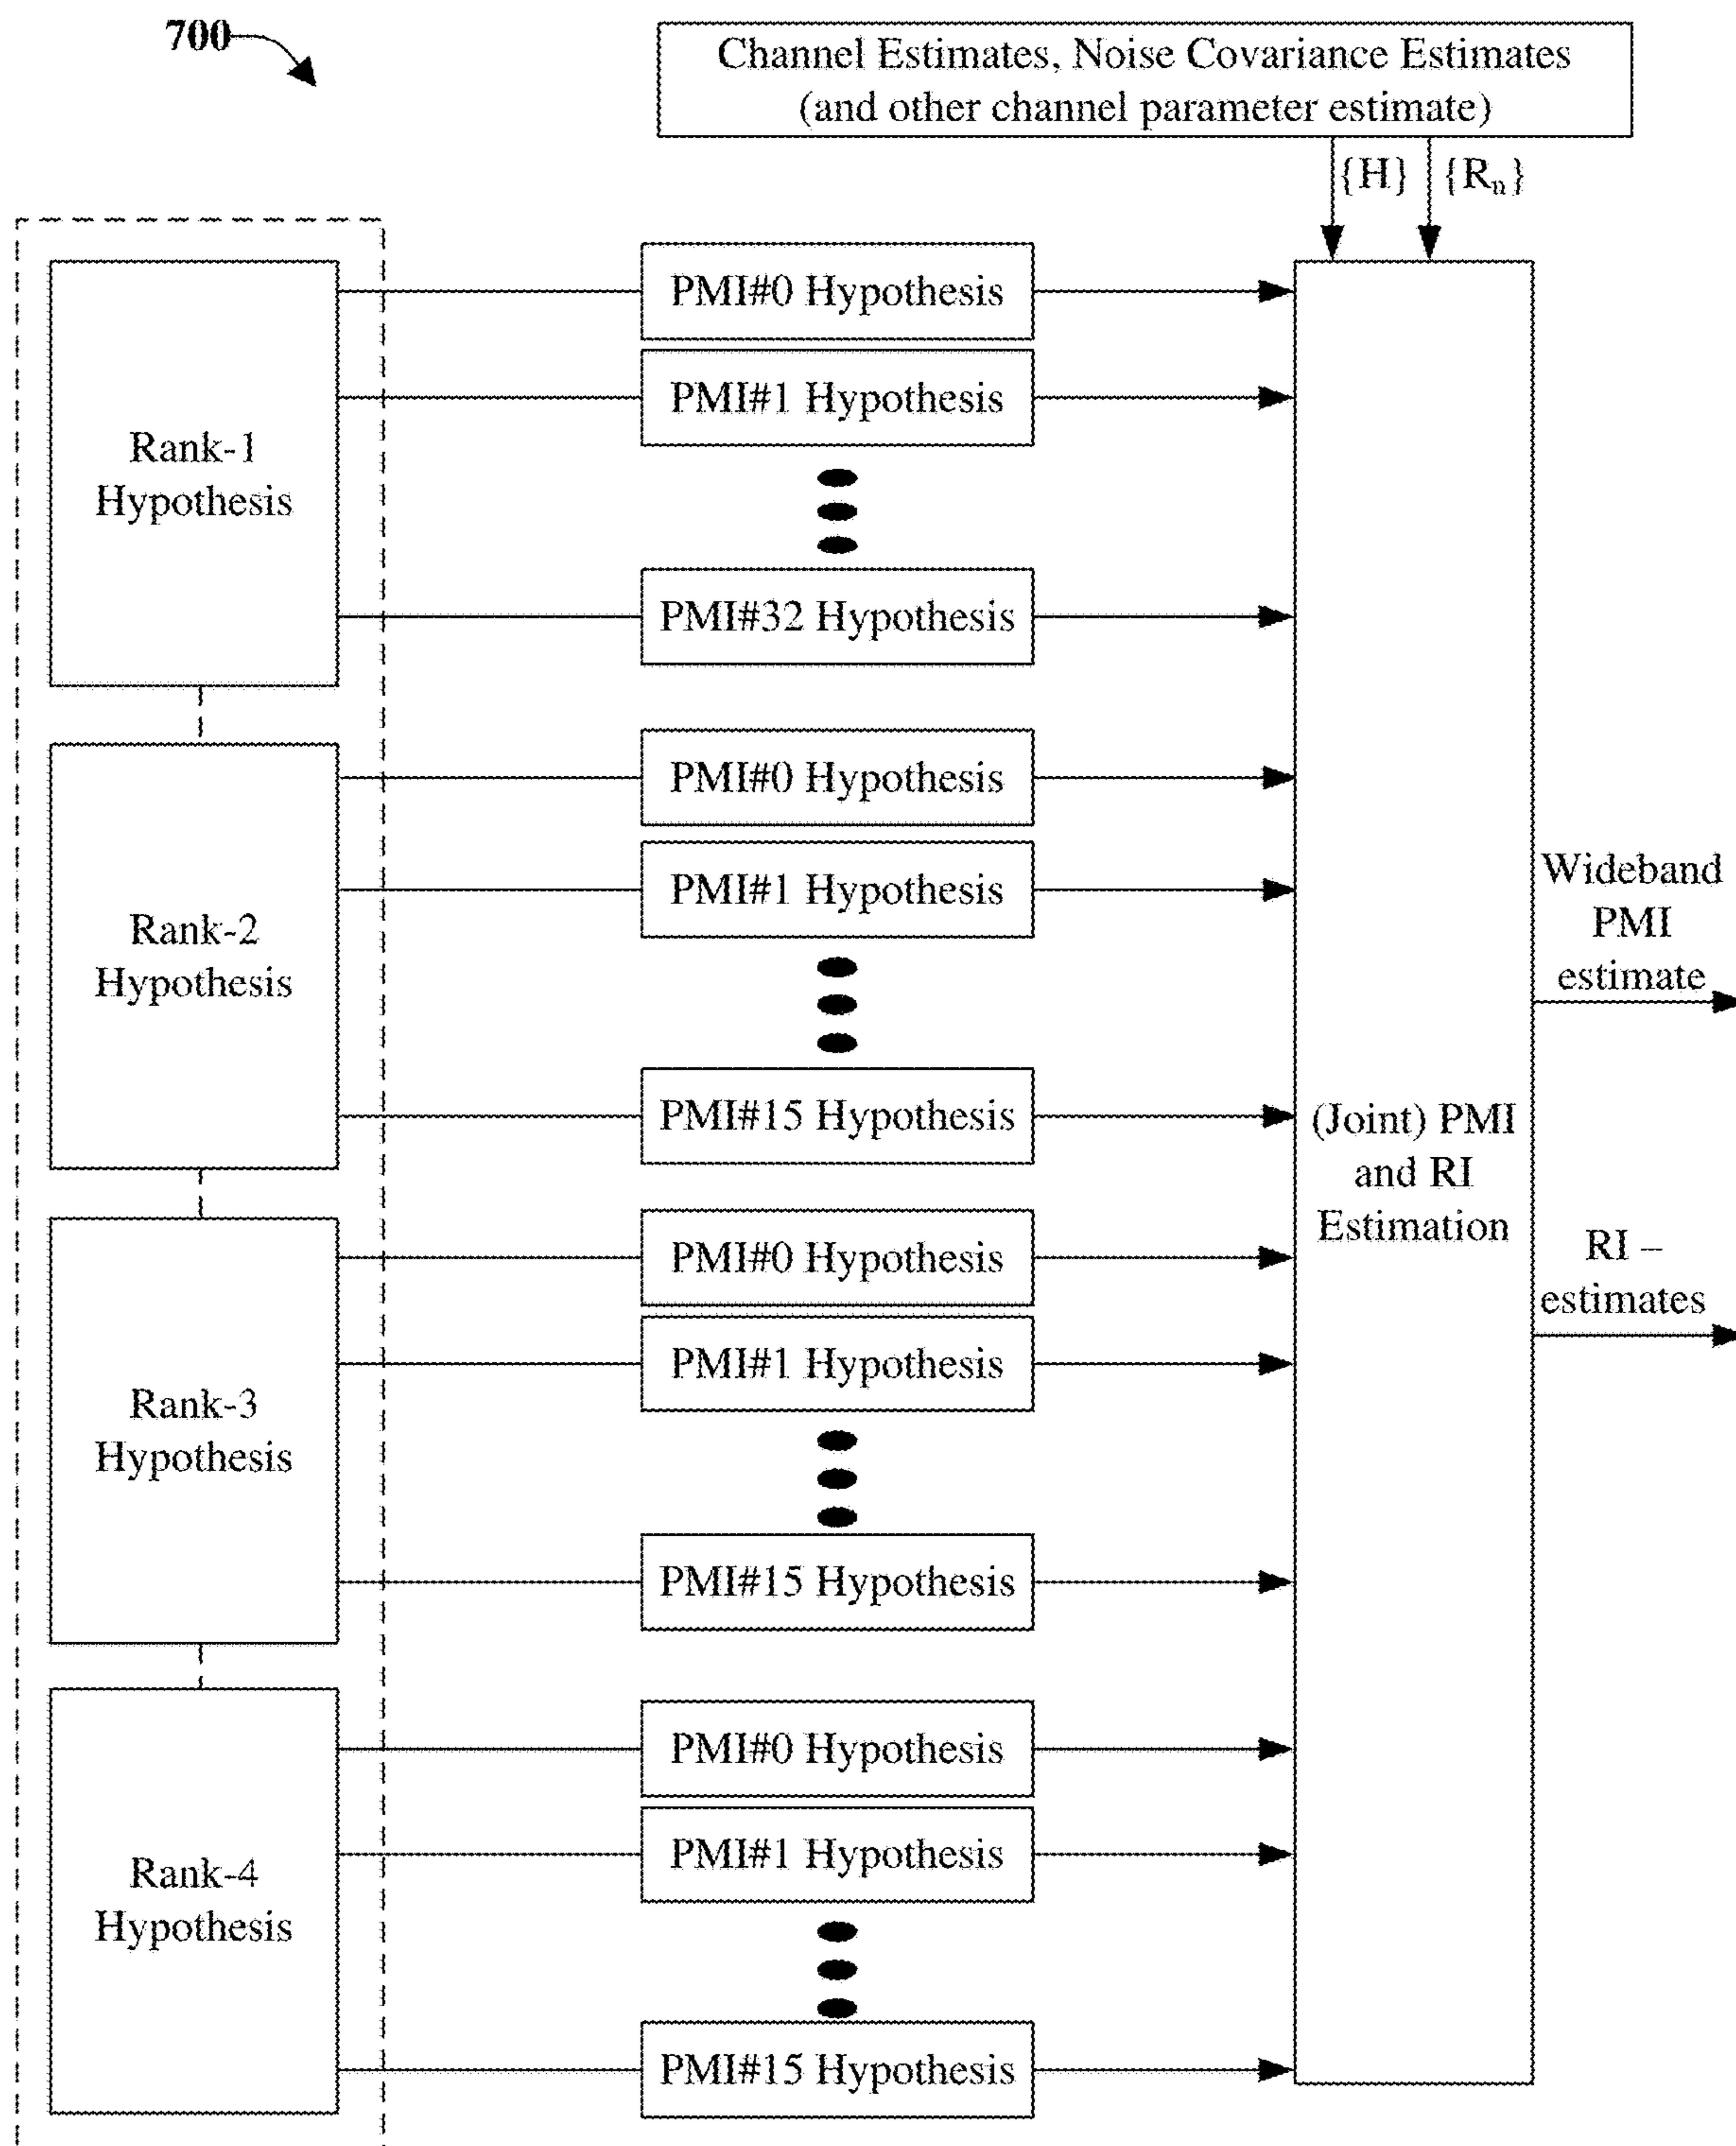 700
Channel Estimates, Noise Covariance Estimates
(and other channel parameter estimate)
{H} {Rₙ}
Rank-1
Hypothesis
PMI#0 Hypothesis
PMI#1 Hypothesis
PMI#32 Hypothesis
Rank-2
Hypothesis
PMI#0 Hypothesis
PMI#1 Hypothesis
PMI#15 Hypothesis
Rank-3
Hypothesis
PMI#0 Hypothesis
PMI#1 Hypothesis
PMI#15 Hypothesis
Rank-4
Hypothesis
PMI#0 Hypothesis
PMI#1 Hypothesis
PMI#15 Hypothesis
(Joint) PMI
and RI
Estimation
Wideband
PMI
estimate
RI –
estimates